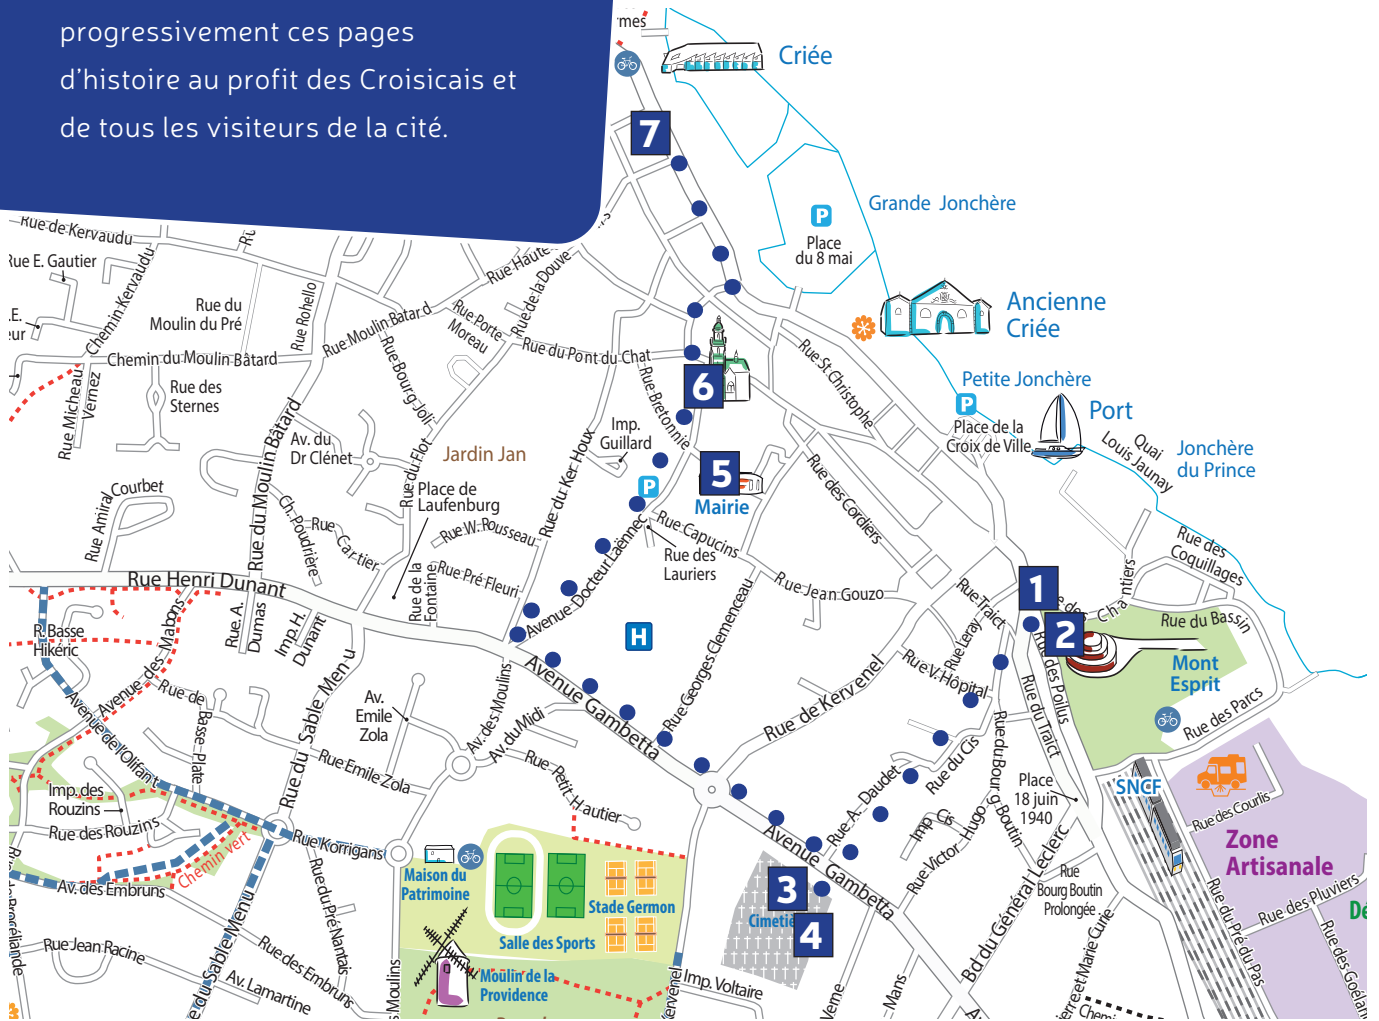 progressivement ces pages
d'histoire au profit des Croisicais et
de tous les visiteurs de la cité.
Criée
7
Grande Jonchère
P
Place
du 8 mai
Ancienne
Criée
Petite Jonchère
P
Port
Place de la
Croix de Ville
Quai
Louis Jaunay
Jonchère
du Prince
Rue de Kervaudu
Rue E. Gautier
Chemin Kervaudu
Rue du
Moulin du Pré
Rue Rohello
Rue Moulin Batard
Rue Haute
Rue de la Douve
Rue Porte
Moreau
Rue du Pont du Chat
Rue St Christophe
Chemin du Moulin Bâtard
Rue Micheau
Vernez
Rue des
Sternes
Rue Bourg Joli
Rue Bretonnie
6
Imp.
Guillard
Av. du
Dr Clénet
Jardin Jan
Rue du Flot
Rue du Ker Houx
5
Mairie
P
Rue des Cordiers
Courbet
Rue Amiral
Rue du Moulin Bâtard
Place de
Laufenburg
Ch. Poudrière
Rue Cartier
Rue W. Rousseau
Rue Capucins
Rue des
Lauriers
Avenue Docteur Laënnec
Rue des
Coquillages
Rue Henri Dunant
Rue de la
Fontaine
Rue Pré Fleuri
Rue Jean Gouzo
Rue Georges Clemenceau
Rue Traict
1
2
Chantiers
Rue du Bassin
R. Basse
Hikéric
Rue. A.
Dumas
Imp. H.
Dunant
Avenue des Mabons
H
Rue Leray
Rue V. Hôpital
Rue des Poilus
Rue du Traict
Mont
Esprit
Rue des Parcs
Rue de
Basse-Plate
Av.
Emile
Zola
Rue Emile Zola
Rue du Sable Menu
Av. des Moulins
Av. du Midi
Avenue Gambetta
Rue de Kervenel
Avenue de l'Olifant
Rue Petit Hautier
Rue du Cis
Rue A. Daudet
Imp Cis
Rue du Bourg Boutin
Place
18 juin
1940
SNCF
Rue des Courlis
Imp. des
Rouzins
Rue des Rouzins
Chemin vert
Rue Korrigans
Avenue Gambetta
Rue Victor Hugo
Zone
Artisanale
Av. des Embruns
Rue du Pré Nantais
Maison du
Patrimoine
Stade Germon
Salle des Sports
3
4
Bd du Général Leclerc
Rue
Bourg Boutin
Prolongée
Rue des Pluviers
Rue Jean Racine
Rue des Embruns
Av. Lamartine
Moulin de la
Providence
Imp. Voltaire
Rue du Pré du Pas